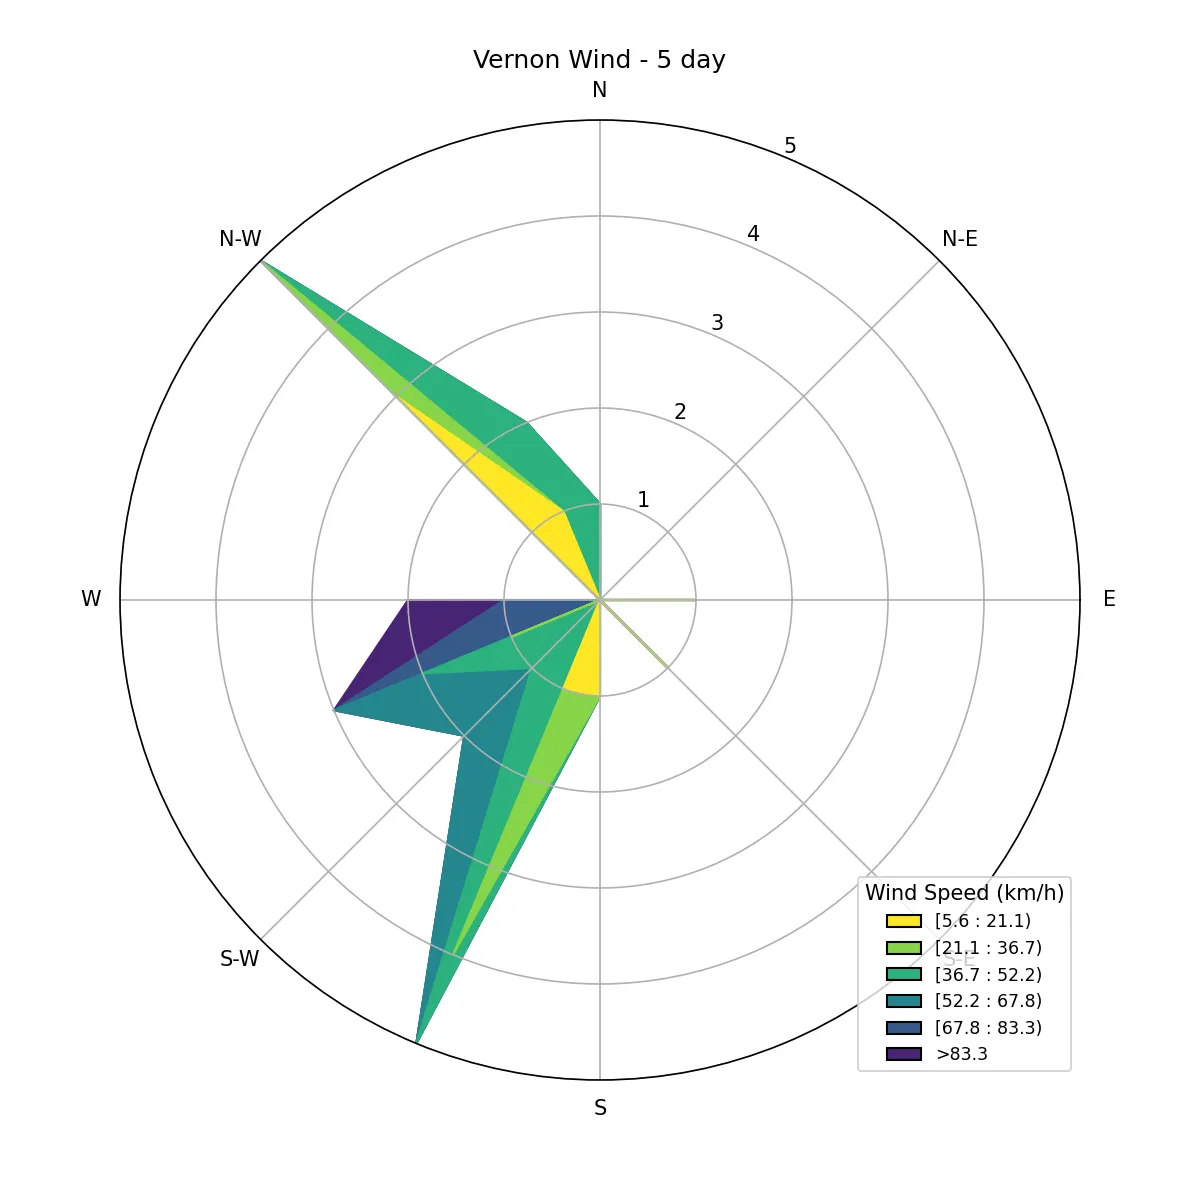 Vernon Wind - 5 day
N
5
N-W
N-E
4
3
2
1
W
E
S-W
S-E
Wind Speed (km/h)
[5.6 : 21.1)
[21.1 : 36.7)
[36.7 : 52.2)
[52.2 : 67.8)
[67.8 : 83.3)
>83.3
S